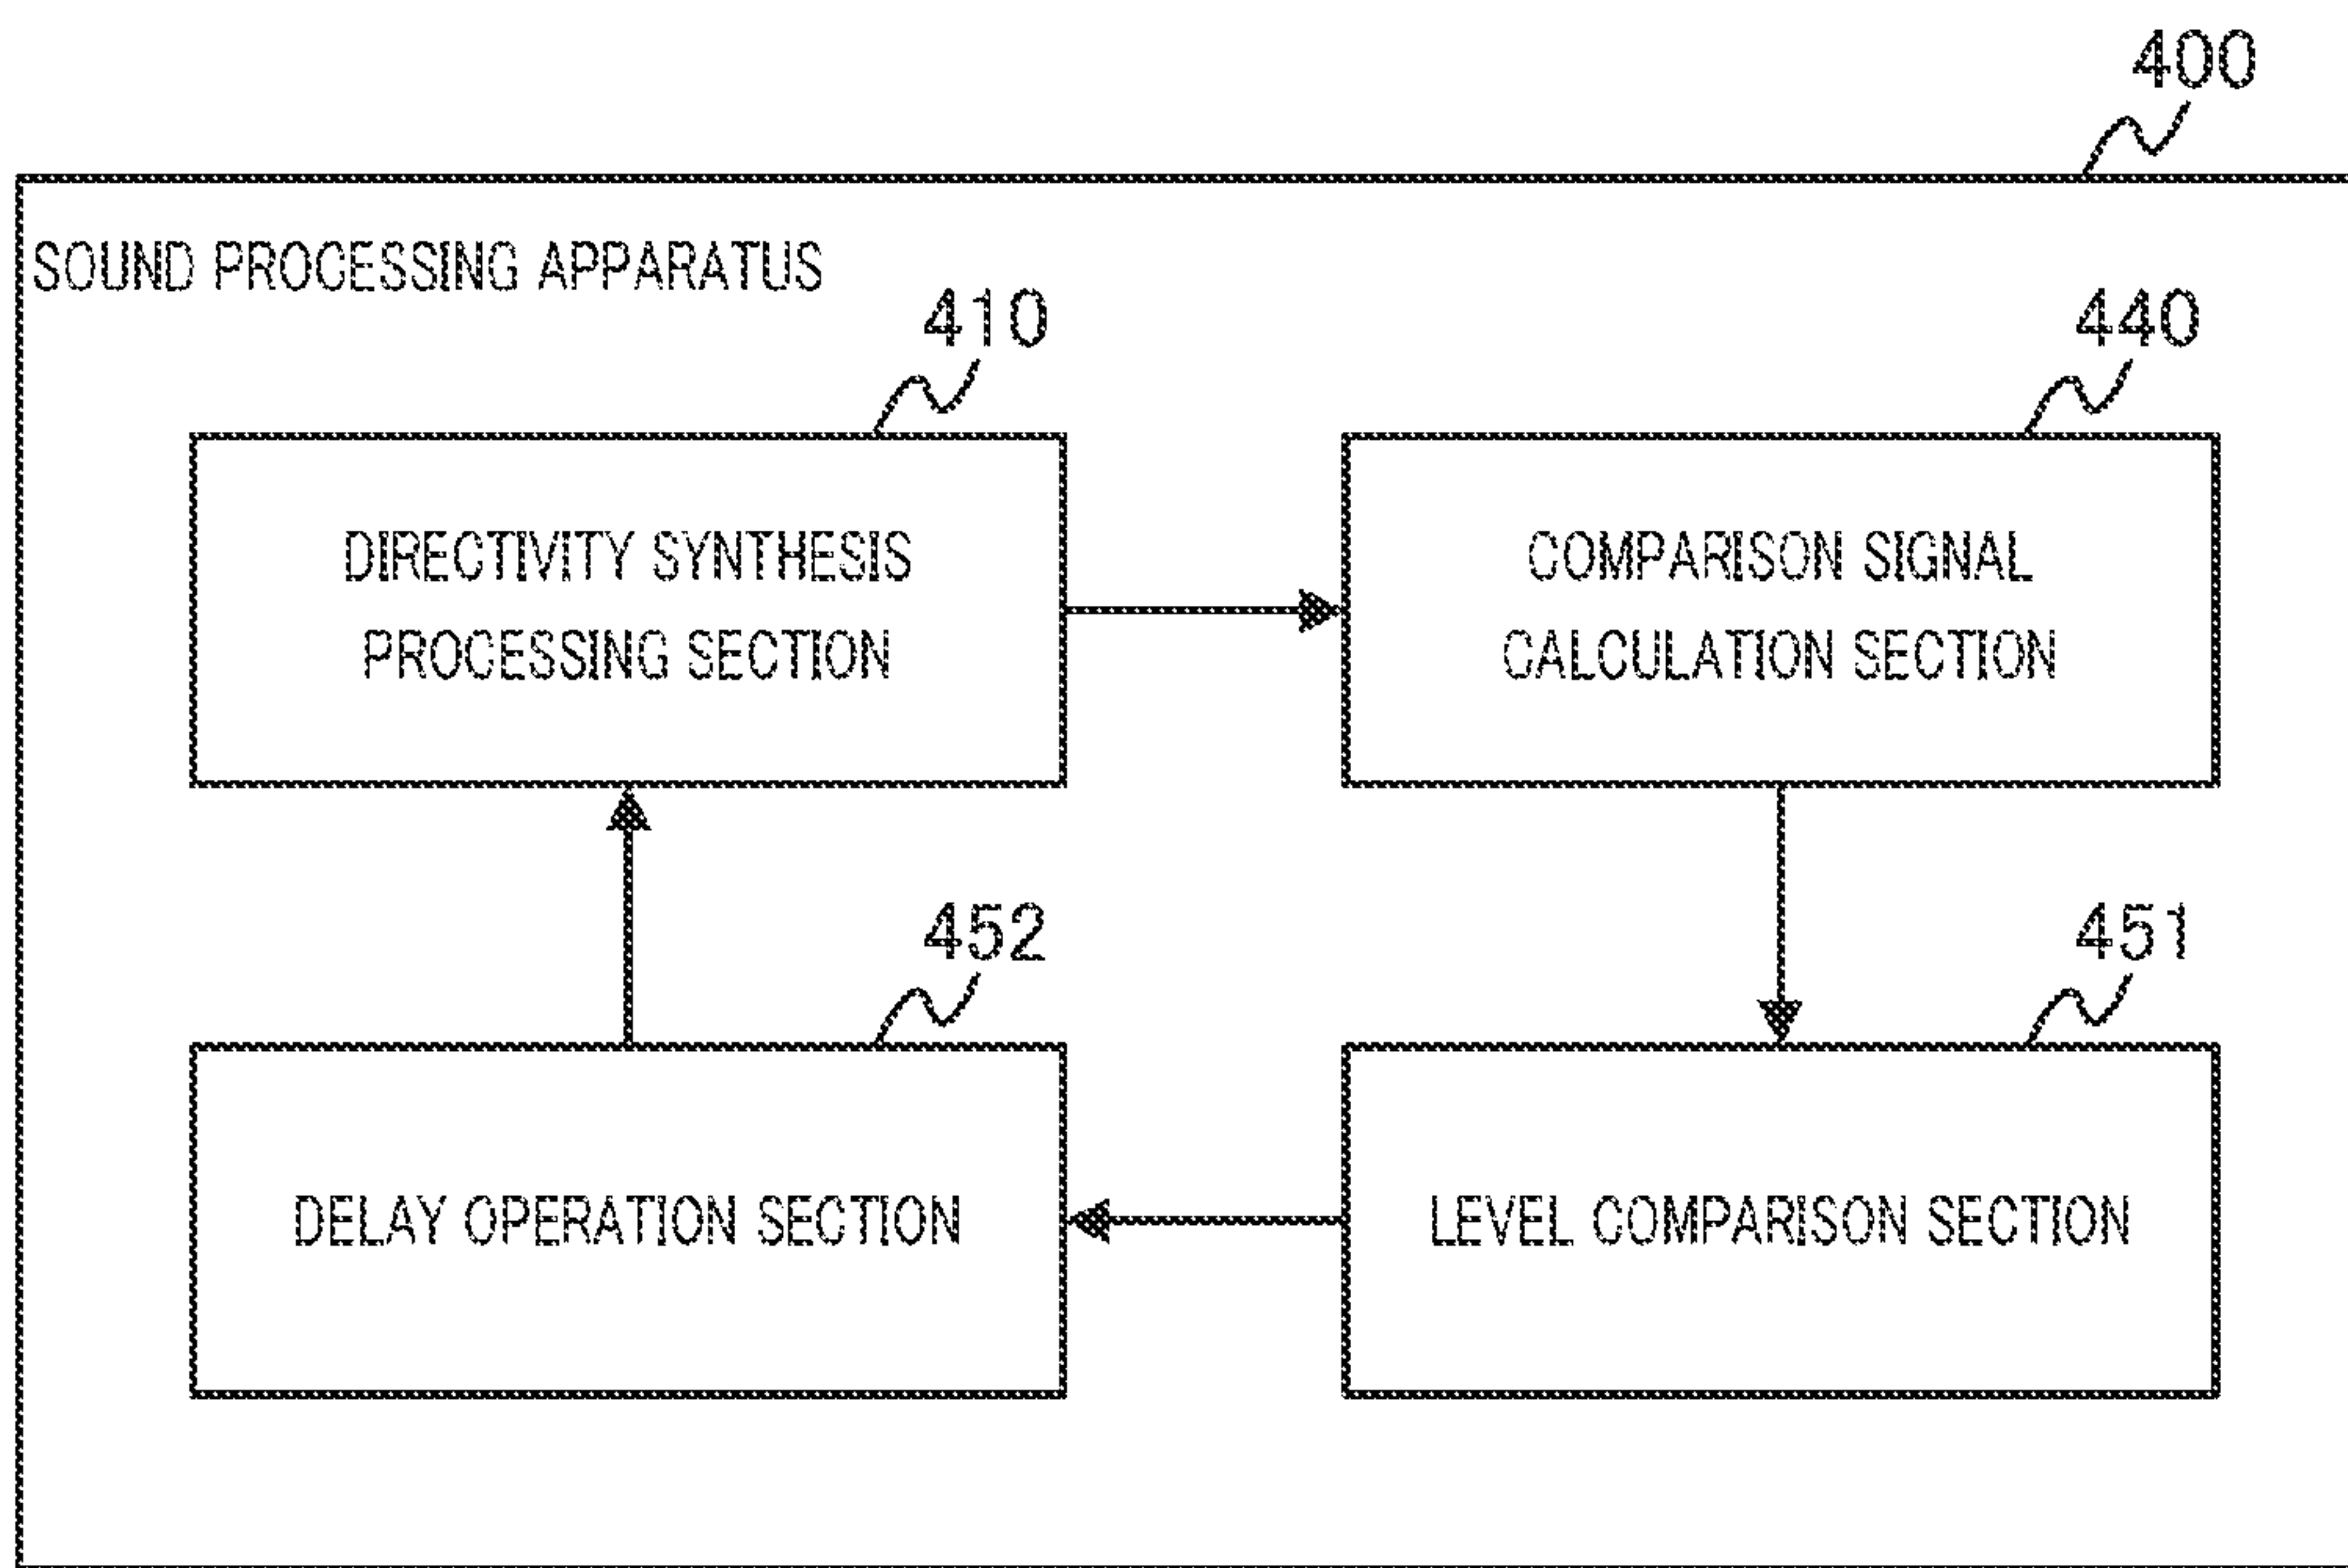 400
SOUND PROCESSING APPARATUS
410
440
DIRECTIVITY SYNTHESIS
PROCESSING SECTION
COMPARISON SIGNAL
CALCULATION SECTION
452
451
DELAY OPERATION SECTION
LEVEL COMPARISON SECTION